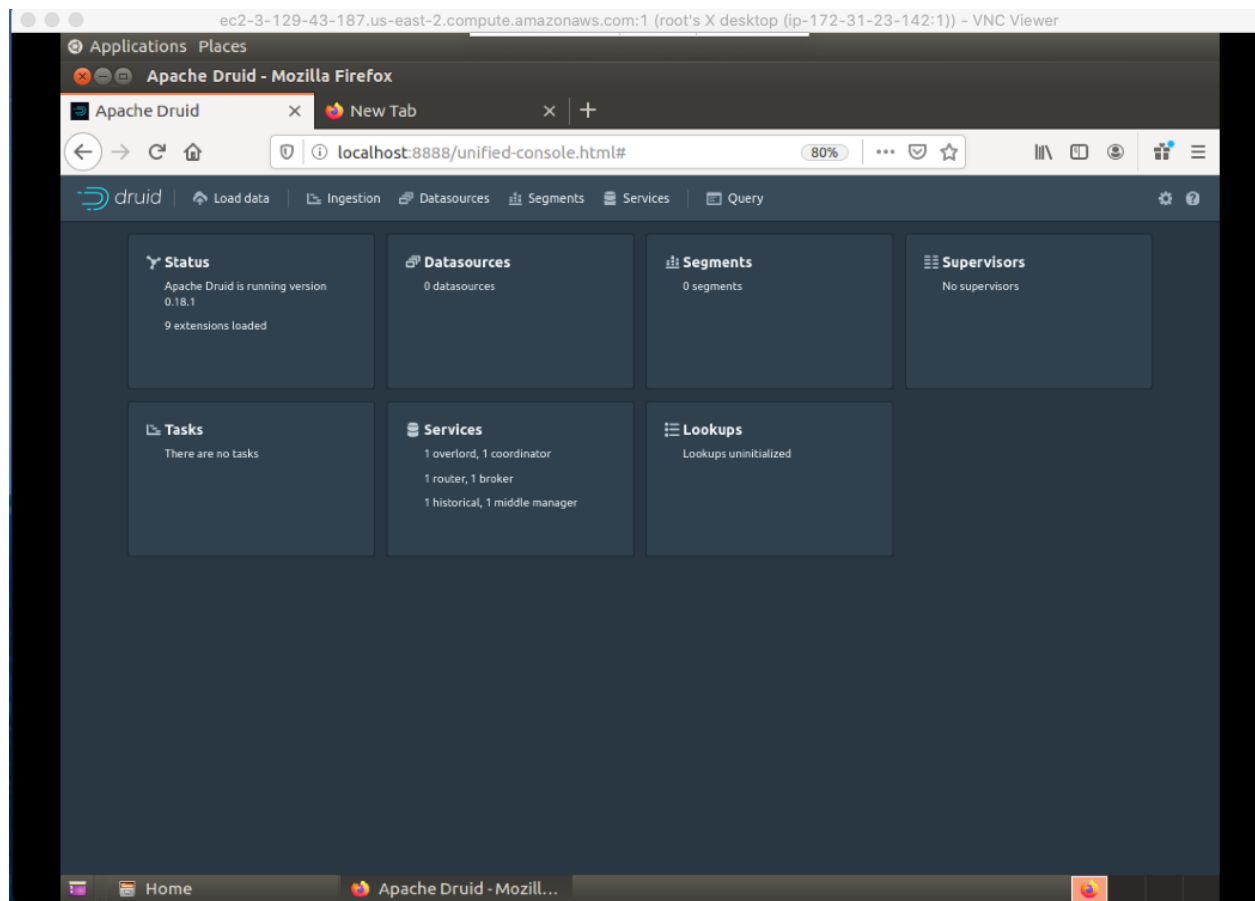 ec2-3-129-43-187.us-east-2.compute.amazonaws.com:1 (root's X desktop (ip-172-31-23-142:1)) - VNC Viewer
Applications Places
Apache Druid - Mozilla Firefox
Apache Druid
New Tab
localhost:8888/unified-console.html#
80%
druid
Load data
Ingestion
Datasources
Segments
Services
Query
Status
Apache Druid is running version
0.18.1
9 extensions loaded
Datasources
0 datasources
Segments
0 segments
Supervisors
No supervisors
Tasks
There are no tasks
Services
1 overlord, 1 coordinator
1 router, 1 broker
1 historical, 1 middle manager
Lookups
Lookups uninitialized
Home
Apache Druid - Mozill...